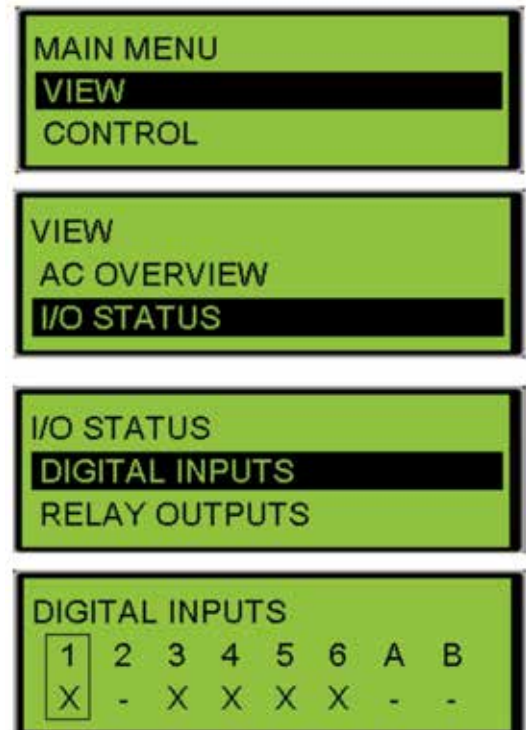 MAIN MENU
VIEW
CONTROL
VIEW
AC OVERVIEW
I/O STATUS
I/O STATUS
DIGITAL INPUTS
RELAY OUTPUTS
DIGITAL INPUTS
1 2 3 4 5 6 A B
X - X X X X - -